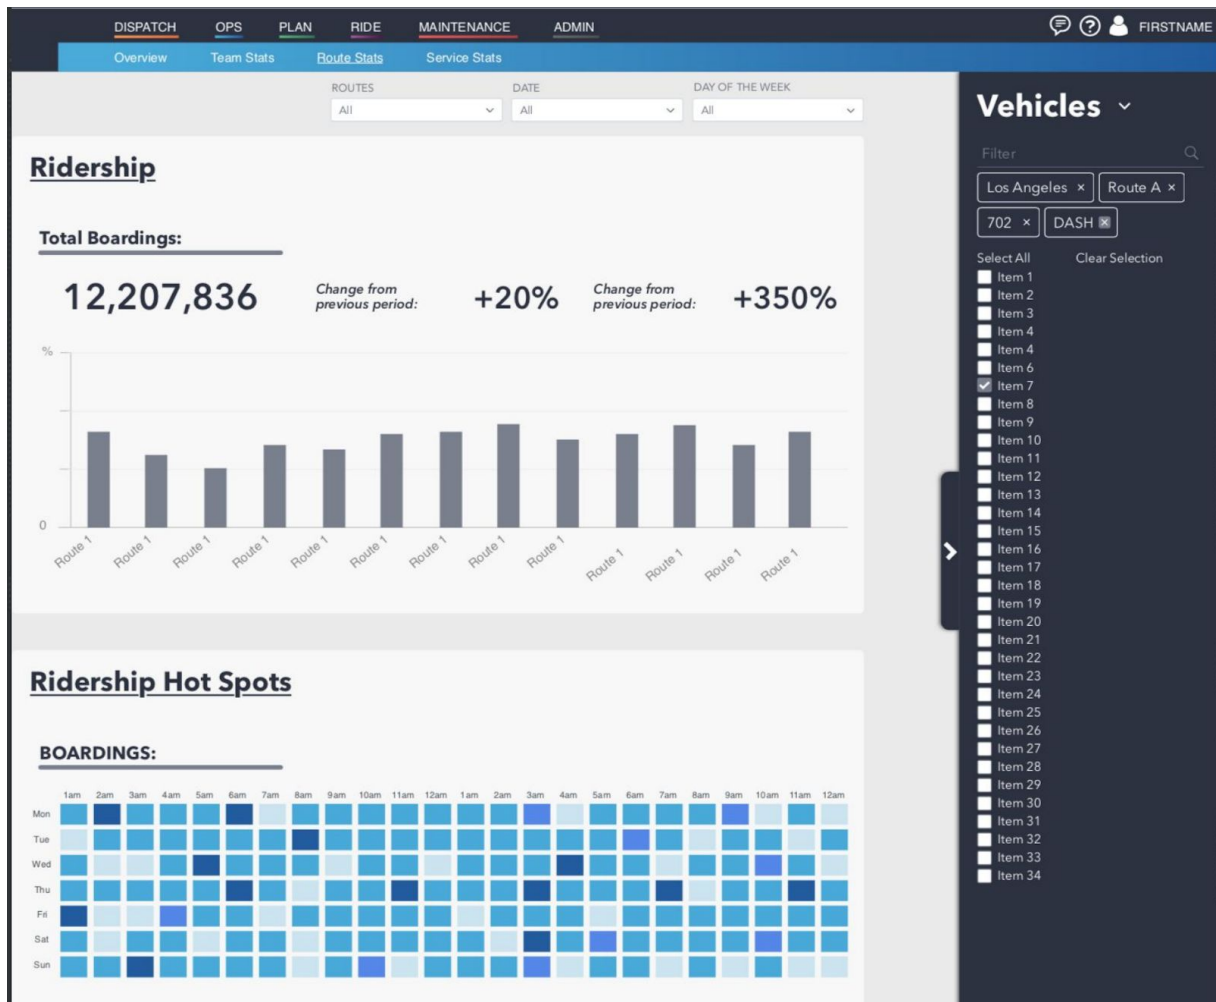 DISPATCH OPS PLAN RIDE MAINTENANCE ADMIN FIRSTNAME
Overview Team Stats Route Stats Service Stats
ROUTES DATE DAY OF THE WEEK
All All All
Ridership
Total Boardings:
12,207,836
Change from
previous period:
+20%
Change from
previous period:
+350%
%
0
Route 1 Route 1 Route 1 Route 1 Route 1 Route 1 Route 1 Route 1 Route 1 Route 1 Route 1 Route 1 Route 1
Ridership Hot Spots
BOARDINGS:
1am 2am 3am 4am 5am 6am 7am 8am 9am 10am 11am 12am 1am 2am 3am 4am 5am 6am 7am 8am 9am 10am 11am 12am
Mon
Tue
Wed
Thu
Fri
Sat
Sun
Vehicles
Filter
Los Angeles × Route A ×
702 × DASH ×
Select All Clear Selection
Item 1
Item 2
Item 3
Item 4
Item 4
Item 6
Item 7
Item 8
Item 9
Item 10
Item 11
Item 12
Item 13
Item 14
Item 15
Item 16
Item 17
Item 18
Item 19
Item 20
Item 21
Item 22
Item 23
Item 24
Item 25
Item 26
Item 27
Item 28
Item 29
Item 30
Item 31
Item 32
Item 33
Item 34